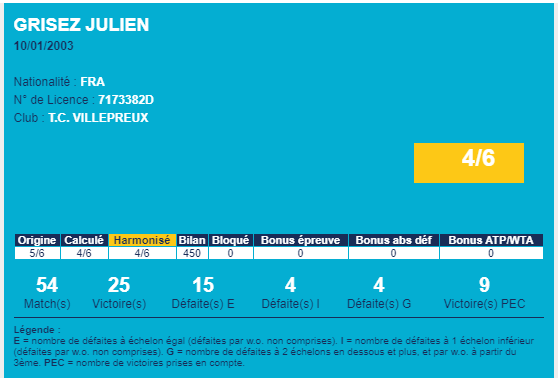 GRISEZ JULIEN
10/01/2003
Nationalité : FRA
N° de Licence : 7173382D
Club : T.C. VILLEPREUX
4/6
Origine Calculé Harmonisé Bilan Bloqué Bonus épreuve Bonus abs déf Bonus ATP/WTA
5/6 4/6 4/6 450 0 0 0 0
54 25 15 4 4 9
Match(s) Victoire(s) Défaite(s) E Défaite(s) I Défaite(s) G Victoire(s) PEC
Légende :
E = nombre de défaites à échelon égal (défaites par w.o. non comprises). I = nombre de défaites à 1 échelon inférieur
(défaites par w.o. non comprises). G = nombre de défaites à 2 échelons en dessous et plus, et par w.o. à partir du
3ème. PEC = nombre de victoires prises en compte.